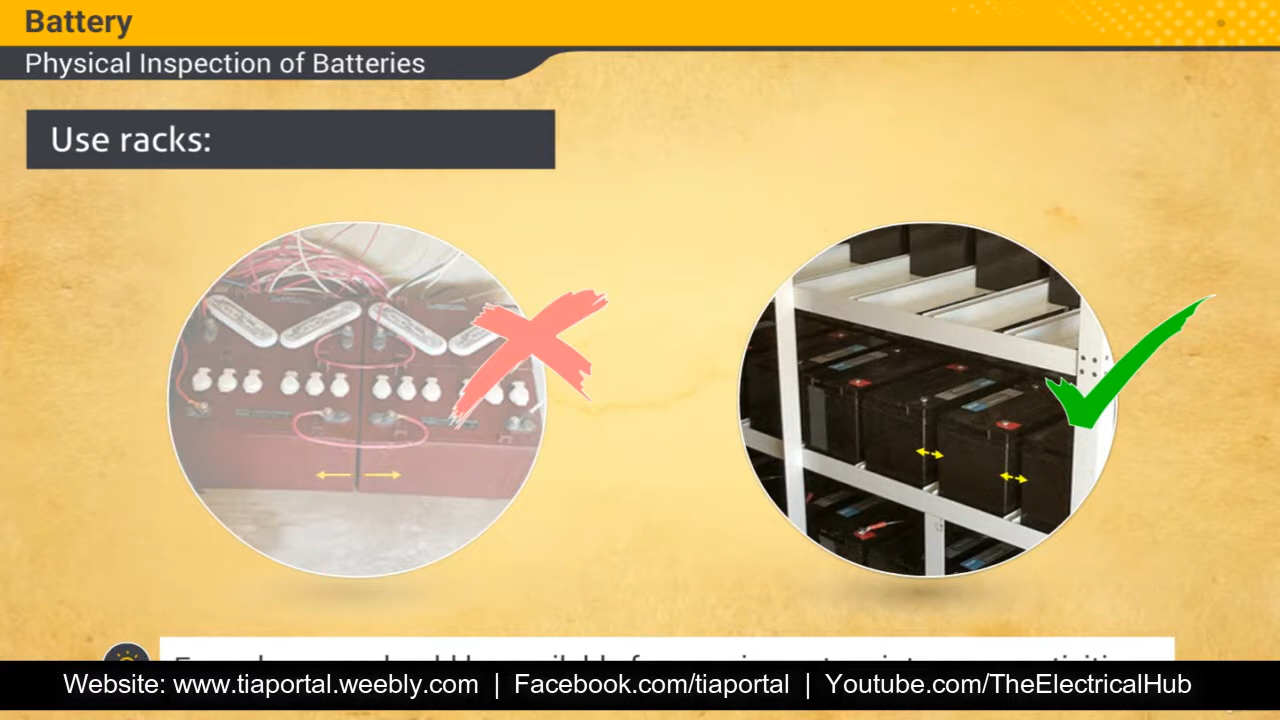 Battery
Physical Inspection of Batteries
Use racks:
Website: www.tiaportal.weebly.com | Facebook.com/tiaportal | Youtube.com/TheElectricalHub